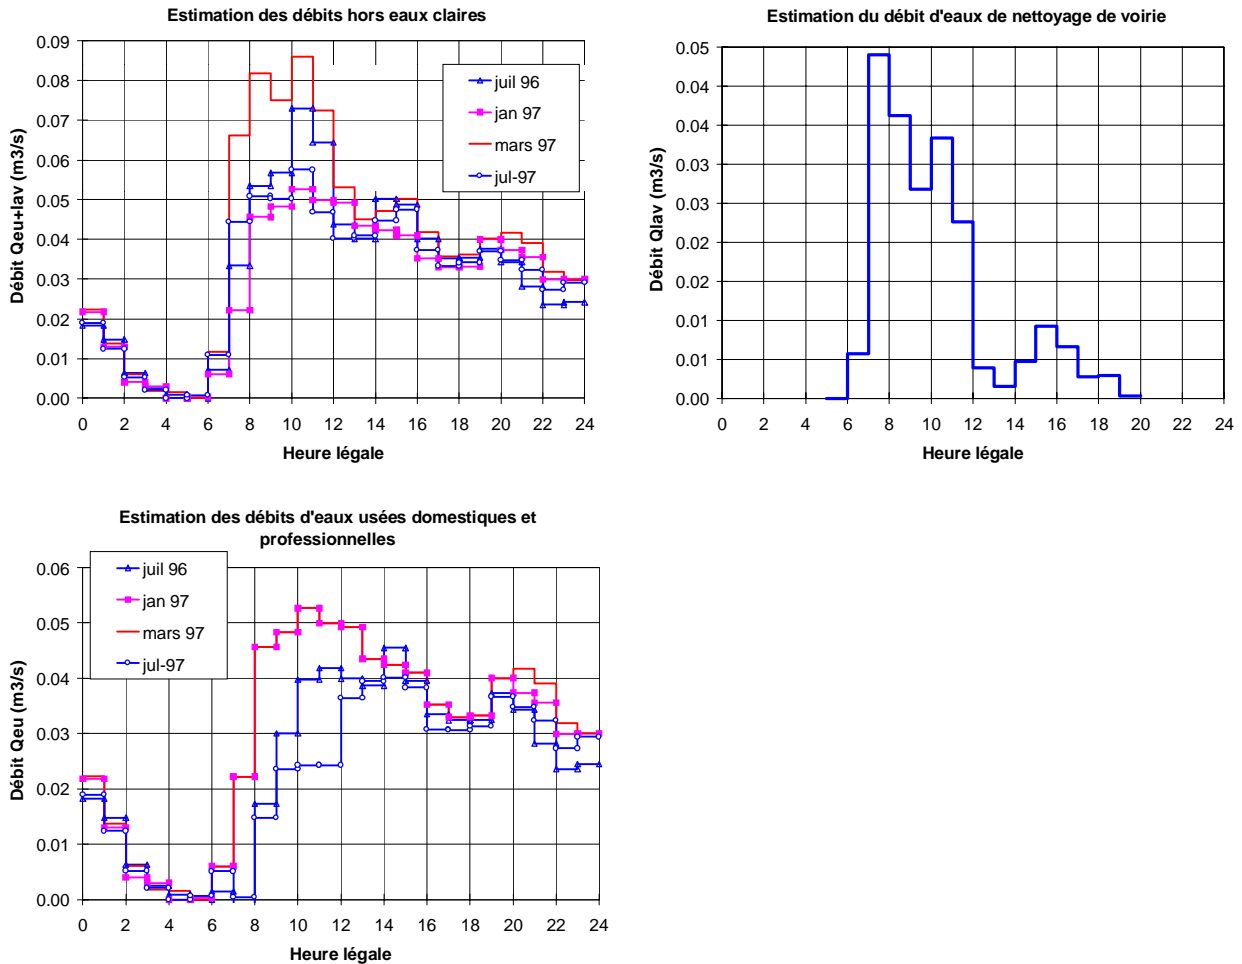 Estimation des débits hors eaux claires
0.09
0.08
0.07
0.06
0.05
0.04
0.03
0.02
0.01
0.00
Débit Qeu+lav (m3/s)
juil 96
jan 97
mars 97
jul-97
0 2 4 6 8 10 12 14 16 18 20 22 24
Heure légale
Estimation du débit d'eaux de nettoyage de voirie
0.05
0.04
0.04
0.03
0.03
0.02
0.02
0.01
0.01
0.00
Débit Qlav (m3/s)
0 2 4 6 8 10 12 14 16 18 20 22 24
Heure légale
Estimation des débits d'eaux usées domestiques et
professionnelles
0.06
0.05
0.04
0.03
0.02
0.01
0.00
Débit Qeu (m3/s)
juil 96
jan 97
mars 97
jul-97
0 2 4 6 8 10 12 14 16 18 20 22 24
Heure légale